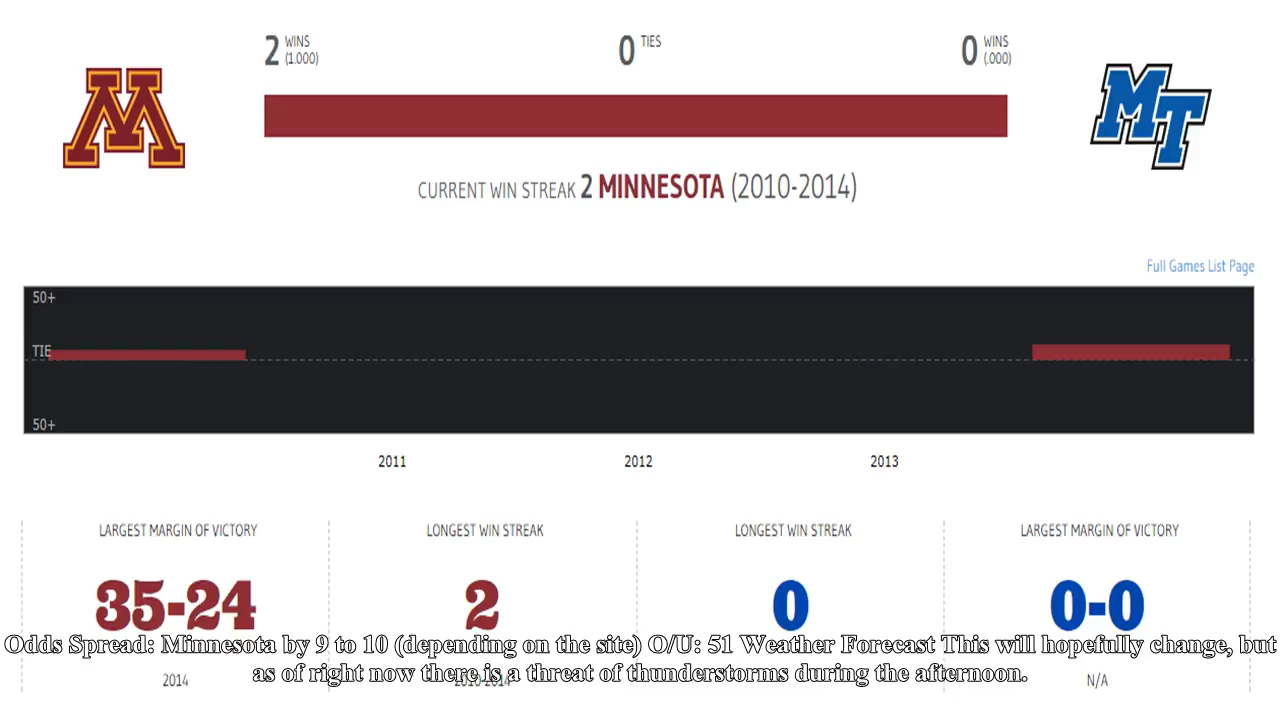 2 WINS (1.000)
0 TIES
0 WINS (.000)
M
MT
CURRENT WIN STREAK 2 MINNESOTA (2010-2014)
Full Games List Page
50+
TIE
50+
2011 2012 2013
LARGEST MARGIN OF VICTORY LONGEST WIN STREAK LONGEST WIN STREAK LARGEST MARGIN OF VICTORY
35-24 2 0 0-0
Odds Spread: Minnesota by 9 to 10 (depending on the site) O/U: 51 Weather Forecast This will hopefully change, but
as of right now there is a threat of thunderstorms during the afternoon.
2014 2010-2014 N/A